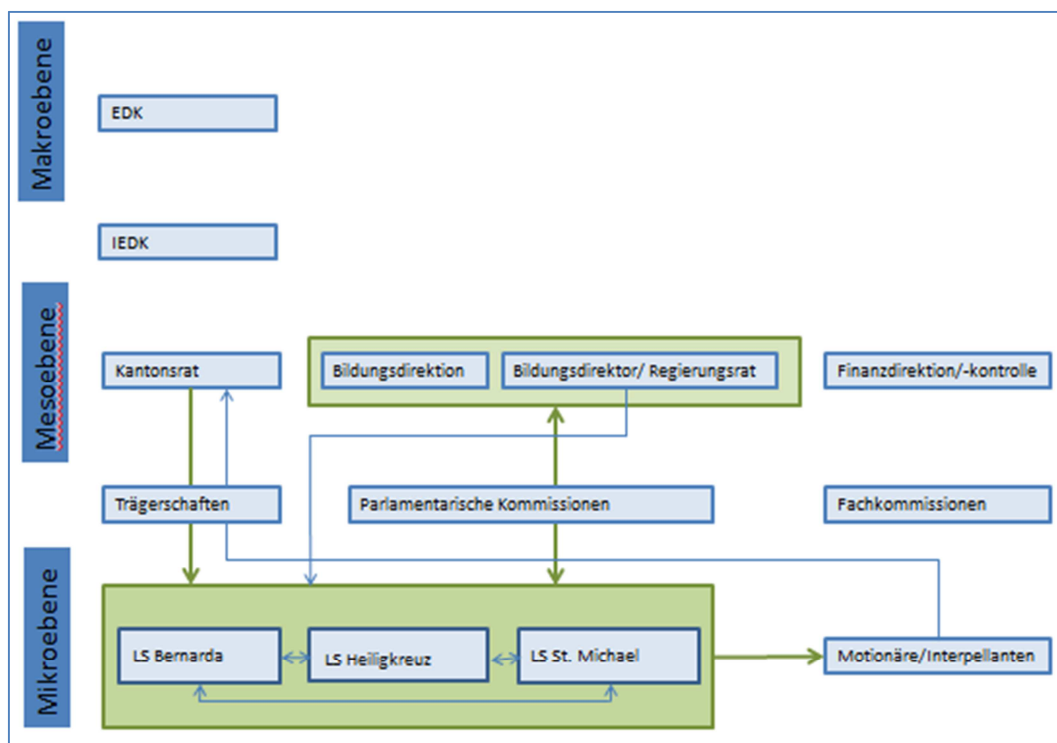 Makroebene
EDK
IEDK
Mesoebene
Kantonsrat
Bildungsdirektion
Bildungsdirektor/ Regierungsrat
Finanzdirektion/-kontrolle
Trägerschaften
Parlamentarische Kommissionen
Fachkommissionen
Mikroebene
LS Bernarda
LS Heiligkreuz
LS St. Michael
Motionäre/Interpellanten